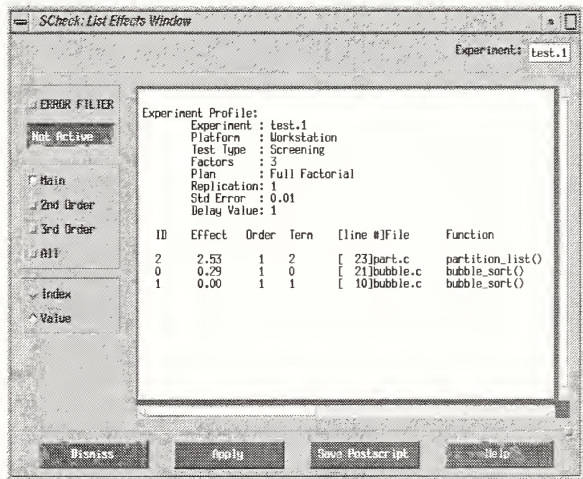 SCheck: List Effects Window
Experiment: test.1
ERROR FILTER
Not Active
Main
2nd Order
3rd Order
All
Index
Value
Experiment Profile:
Experiment : test.1
Platform : Workstation
Test Type : Screening
Factors : 3
Plan : Full Factorial
Replication: 1
Std Error : 0.01
Delay Value: 1
ID Effect Order Term [line #]File Function
2 2.53 1 2 [ 23]part.c partition_list()
0 0.29 1 0 [ 21]bubble.c bubble_sort()
1 0.00 1 1 [ 10]bubble.c bubble_sort()
Dismiss Apply Save Postscript Help